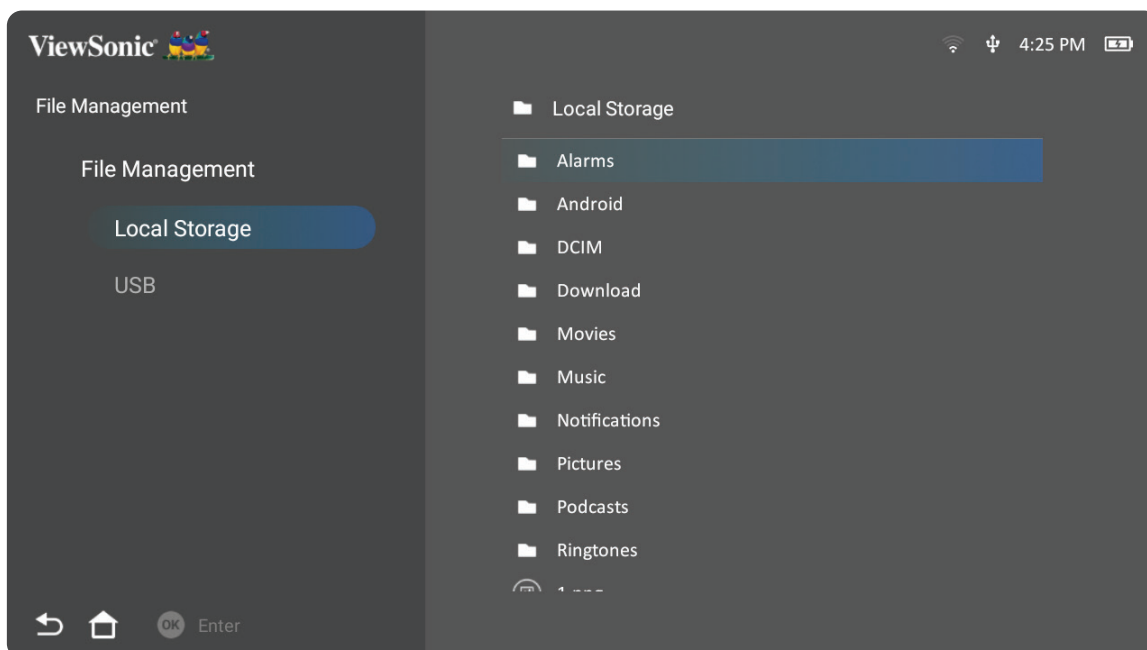 ViewSonic
4:25 PM
File Management
File Management
Local Storage
USB
OK Enter
Local Storage
Alarms
Android
DCIM
Download
Movies
Music
Notifications
Pictures
Podcasts
Ringtones